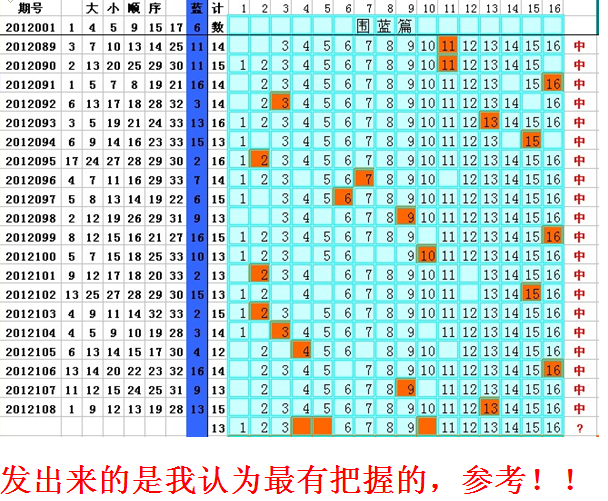 期号 大 小 顺 序 蓝 计 1 2 3 4 5 6 7 8 9 10 11 12 13 14 15 16
2012001 1 4 5 9 15 17 6 数 围 蓝 篇
2012089 3 7 10 13 14 25 11 14 3 4 5 6 7 8 9 10 11 12 13 14 15 16 中
2012090 2 13 20 25 29 30 11 15 1 2 3 4 5 6 7 8 9 10 11 12 13 14 15 中
2012091 1 5 7 8 19 21 16 14 2 3 4 5 6 7 8 9 10 11 12 13 15 16 中
2012092 6 13 17 18 28 32 3 14 2 3 4 5 6 7 8 9 10 11 12 13 14 16 中
2012093 3 5 19 21 24 33 13 16 1 2 3 4 5 6 7 8 9 10 11 12 13 14 15 16 中
2012094 6 9 14 16 23 33 15 13 1 3 4 5 6 7 8 9 10 11 12 13 14 15 中
2012095 17 24 27 28 29 30 2 16 1 2 3 4 5 6 7 8 9 10 11 12 13 14 15 16 中
2012096 4 7 11 16 29 33 7 14 1 2 3 5 6 7 8 9 10 12 13 14 15 16 中
2012097 5 8 13 14 19 22 6 15 1 3 4 5 6 7 8 9 10 11 12 13 14 15 16 中
2012098 2 12 19 26 29 31 9 13 1 3 4 5 8 9 10 11 12 13 14 15 16 中
2012099 8 12 15 16 21 27 16 15 1 2 3 4 5 6 7 8 9 11 12 13 14 15 16 中
2012100 5 7 15 18 25 33 10 13 1 2 3 5 6 9 10 11 12 13 14 15 16 中
2012101 9 12 17 18 20 33 2 13 1 2 3 4 7 8 9 10 11 13 14 15 16 中
2012102 13 25 27 28 29 30 15 13 1 2 4 6 7 8 9 10 11 13 14 15 16 中
2012103 4 9 11 14 32 33 2 15 1 2 3 5 6 7 8 9 10 11 12 13 14 15 16 中
2012104 4 5 9 10 19 28 3 14 3 4 5 6 7 8 9 10 11 12 13 14 15 16 中
2012105 6 13 14 15 17 30 4 12 2 4 5 6 8 9 10 12 13 14 15 16 中
2012106 13 14 20 22 23 32 16 14 2 3 4 5 6 7 8 9 10 12 13 14 15 16 中
2012107 11 12 15 24 25 31 9 13 2 4 5 6 7 8 9 11 12 13 14 15 16 中
2012108 1 9 12 13 19 28 13 15 2 3 4 5 6 7 8 9 10 11 12 13 14 15 16 中
13 2 3 7 8 9 11 12 13 14 15 16 ?
发出来的是我认为最有把握的，参考！！